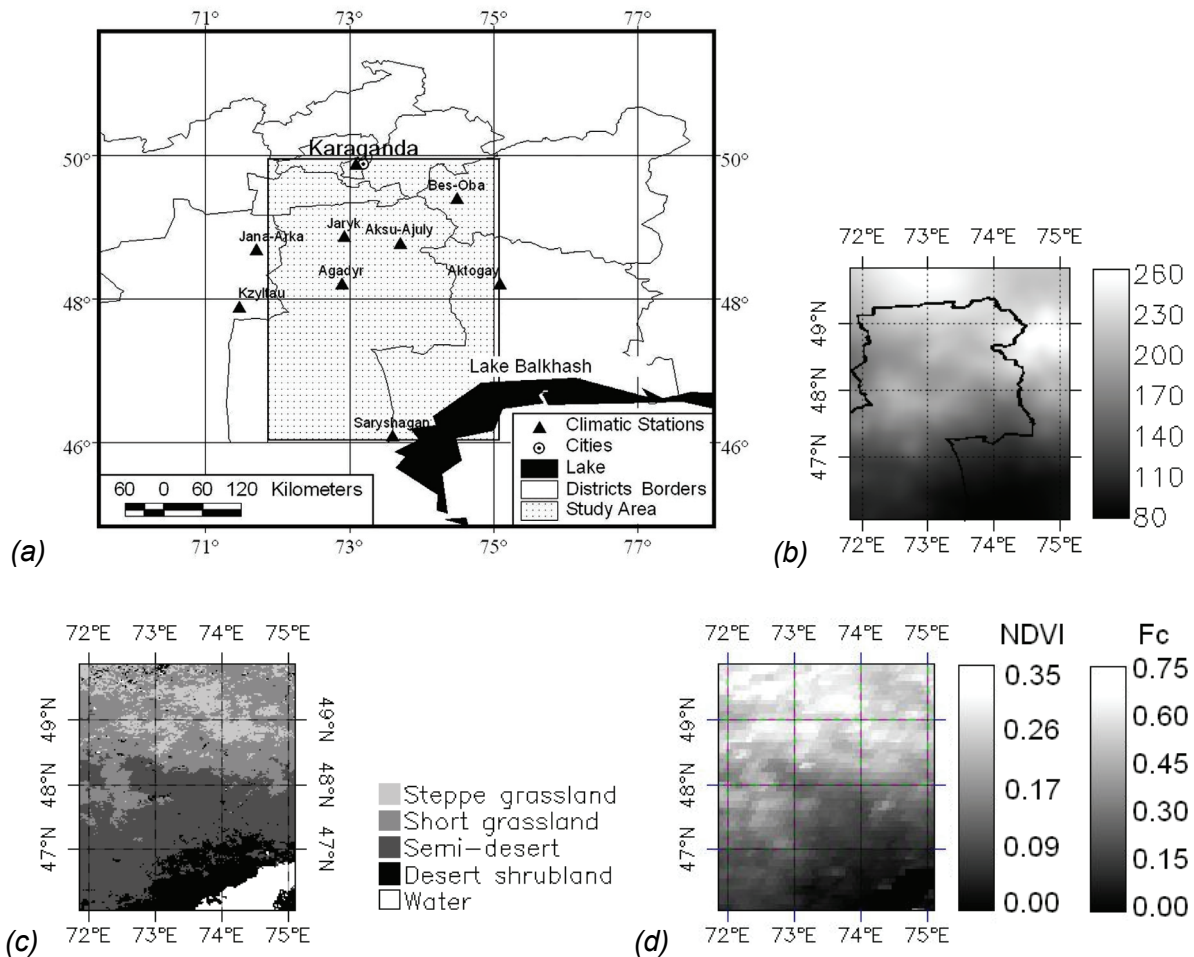 71° 73° 75° 77°
50° 50°
48° 48°
46° 46°
Karaganda
Bes-Oba
Jaryk
Aksu-Ajuly
Jana-Arka
Agadyr
Aktogay
Kzyltau
Lake Balkhash
Saryshagan
Climatic Stations
Cities
Lake
Districts Borders
Study Area
60 0 60 120 Kilometers
71° 73° 75° 77°
(a)
72°E 73°E 74°E 75°E
49°N
48°N
47°N
260
230
200
170
140
110
80
72°E 73°E 74°E 75°E
(b)
72°E 73°E 74°E 75°E
49°N 49°N
48°N 48°N
47°N 47°N
Steppe grassland
Short grassland
Semi-desert
Desert shrubland
Water
72°E 73°E 74°E 75°E
(c)
72°E 73°E 74°E 75°E
49°N
48°N
47°N
NDVI Fc
0.35 0.75
0.26 0.60
0.17 0.45
0.09 0.30
0.00 0.15
0.00
72°E 73°E 74°E 75°E
(d)